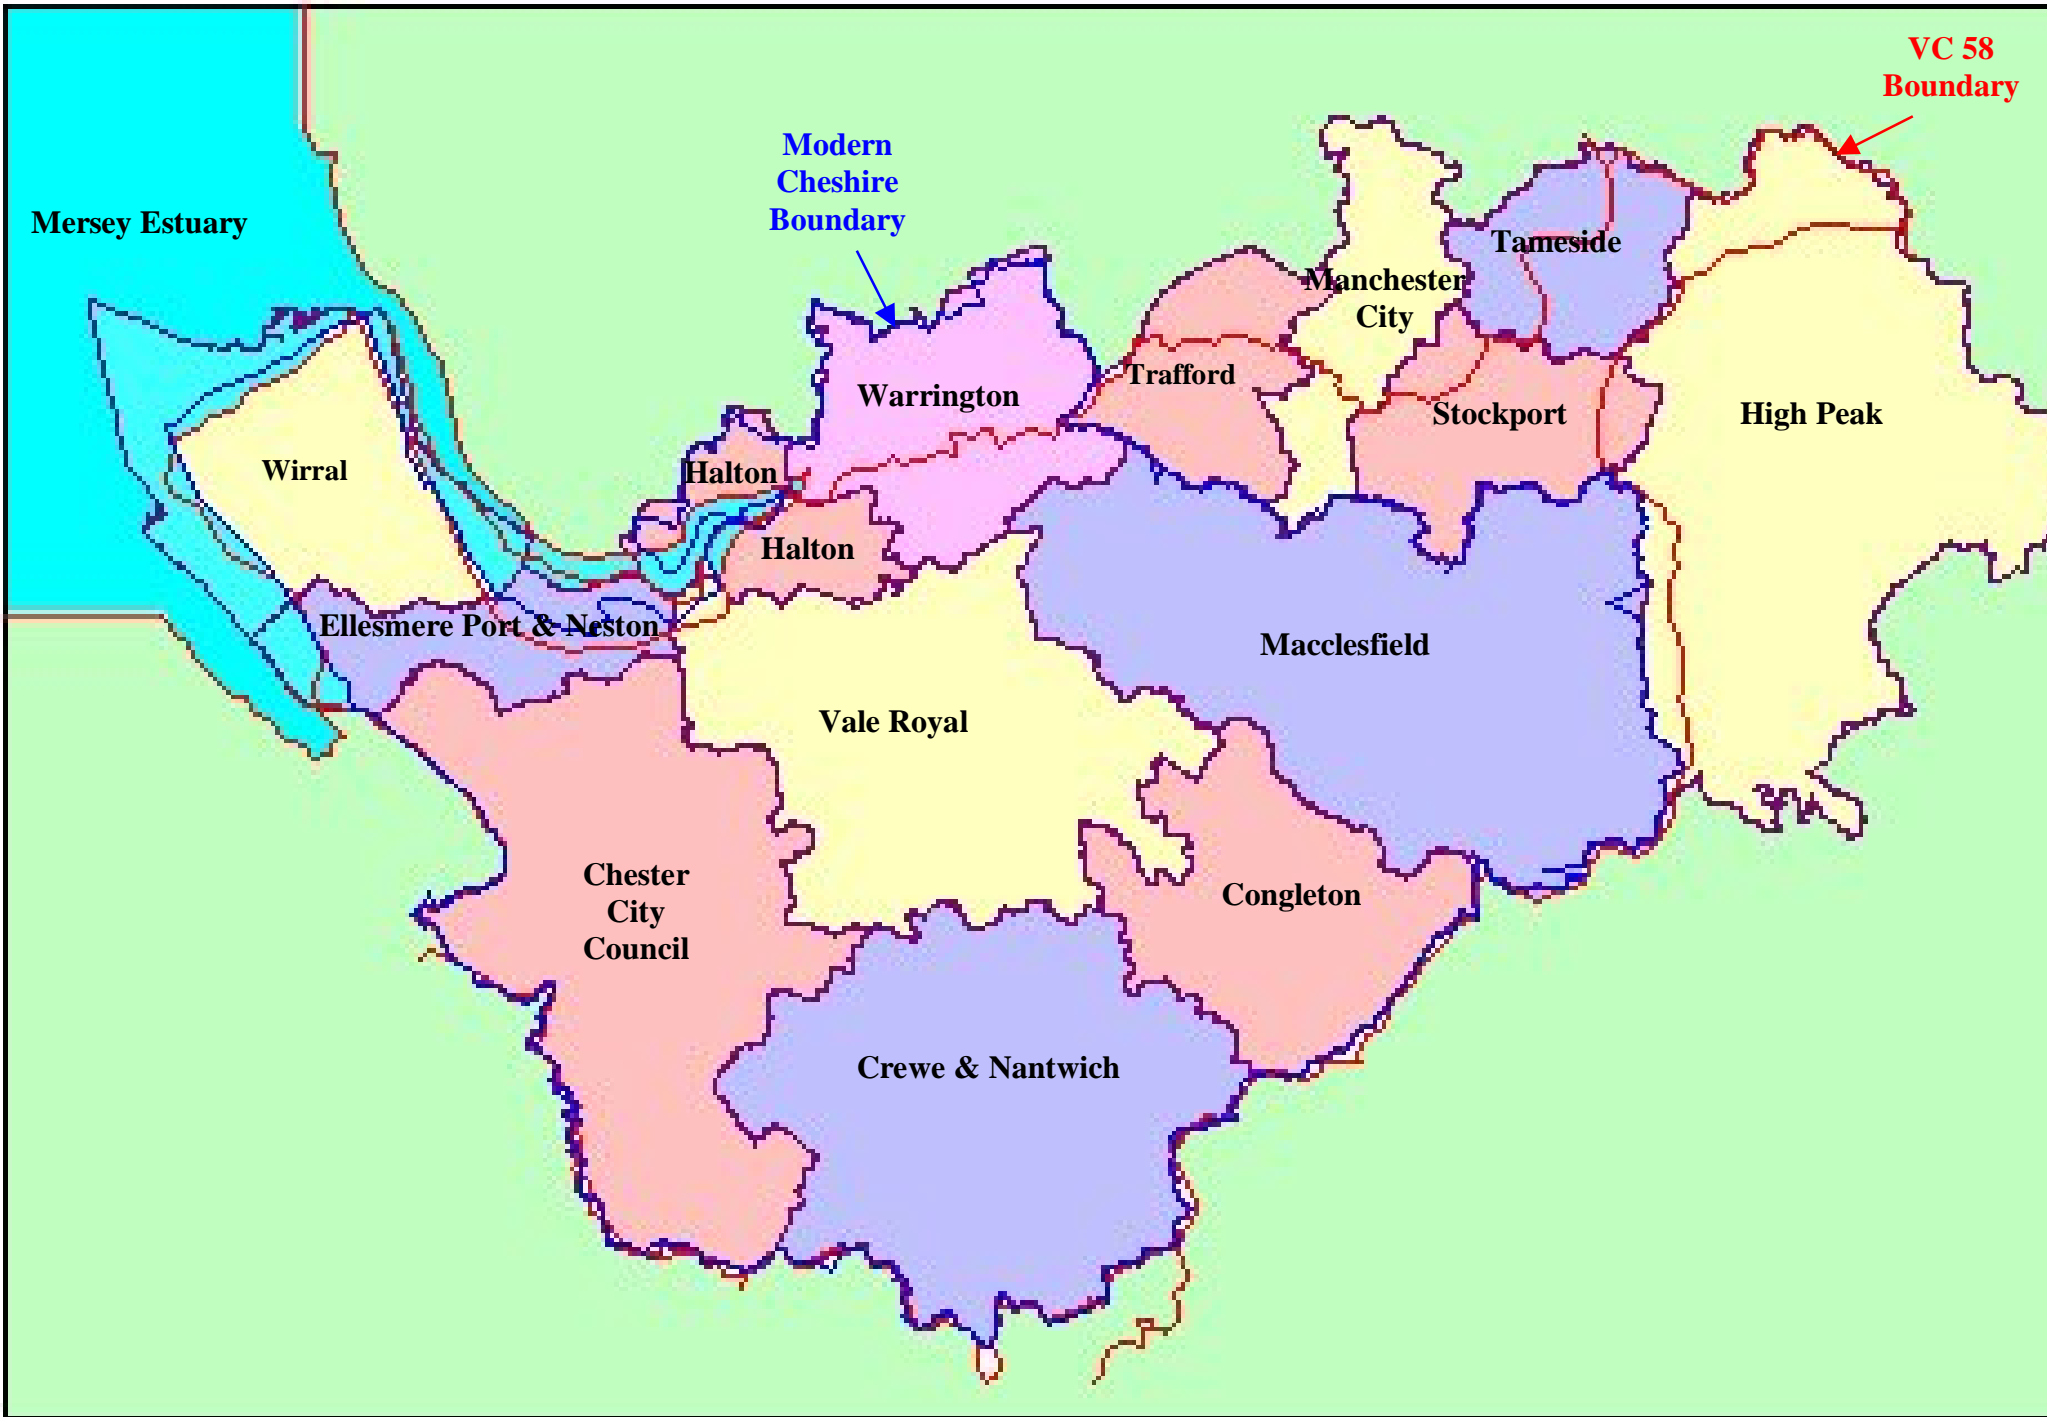 VC 58
Boundary
Modern
Cheshire
Boundary
Mersey Estuary
Tameside
Manchester
City
Trafford
Warrington
Stockport
High Peak
Wirral
Halton
Halton
Ellesmere Port & Neston
Macclesfield
Vale Royal
Chester
City
Council
Congleton
Crewe & Nantwich